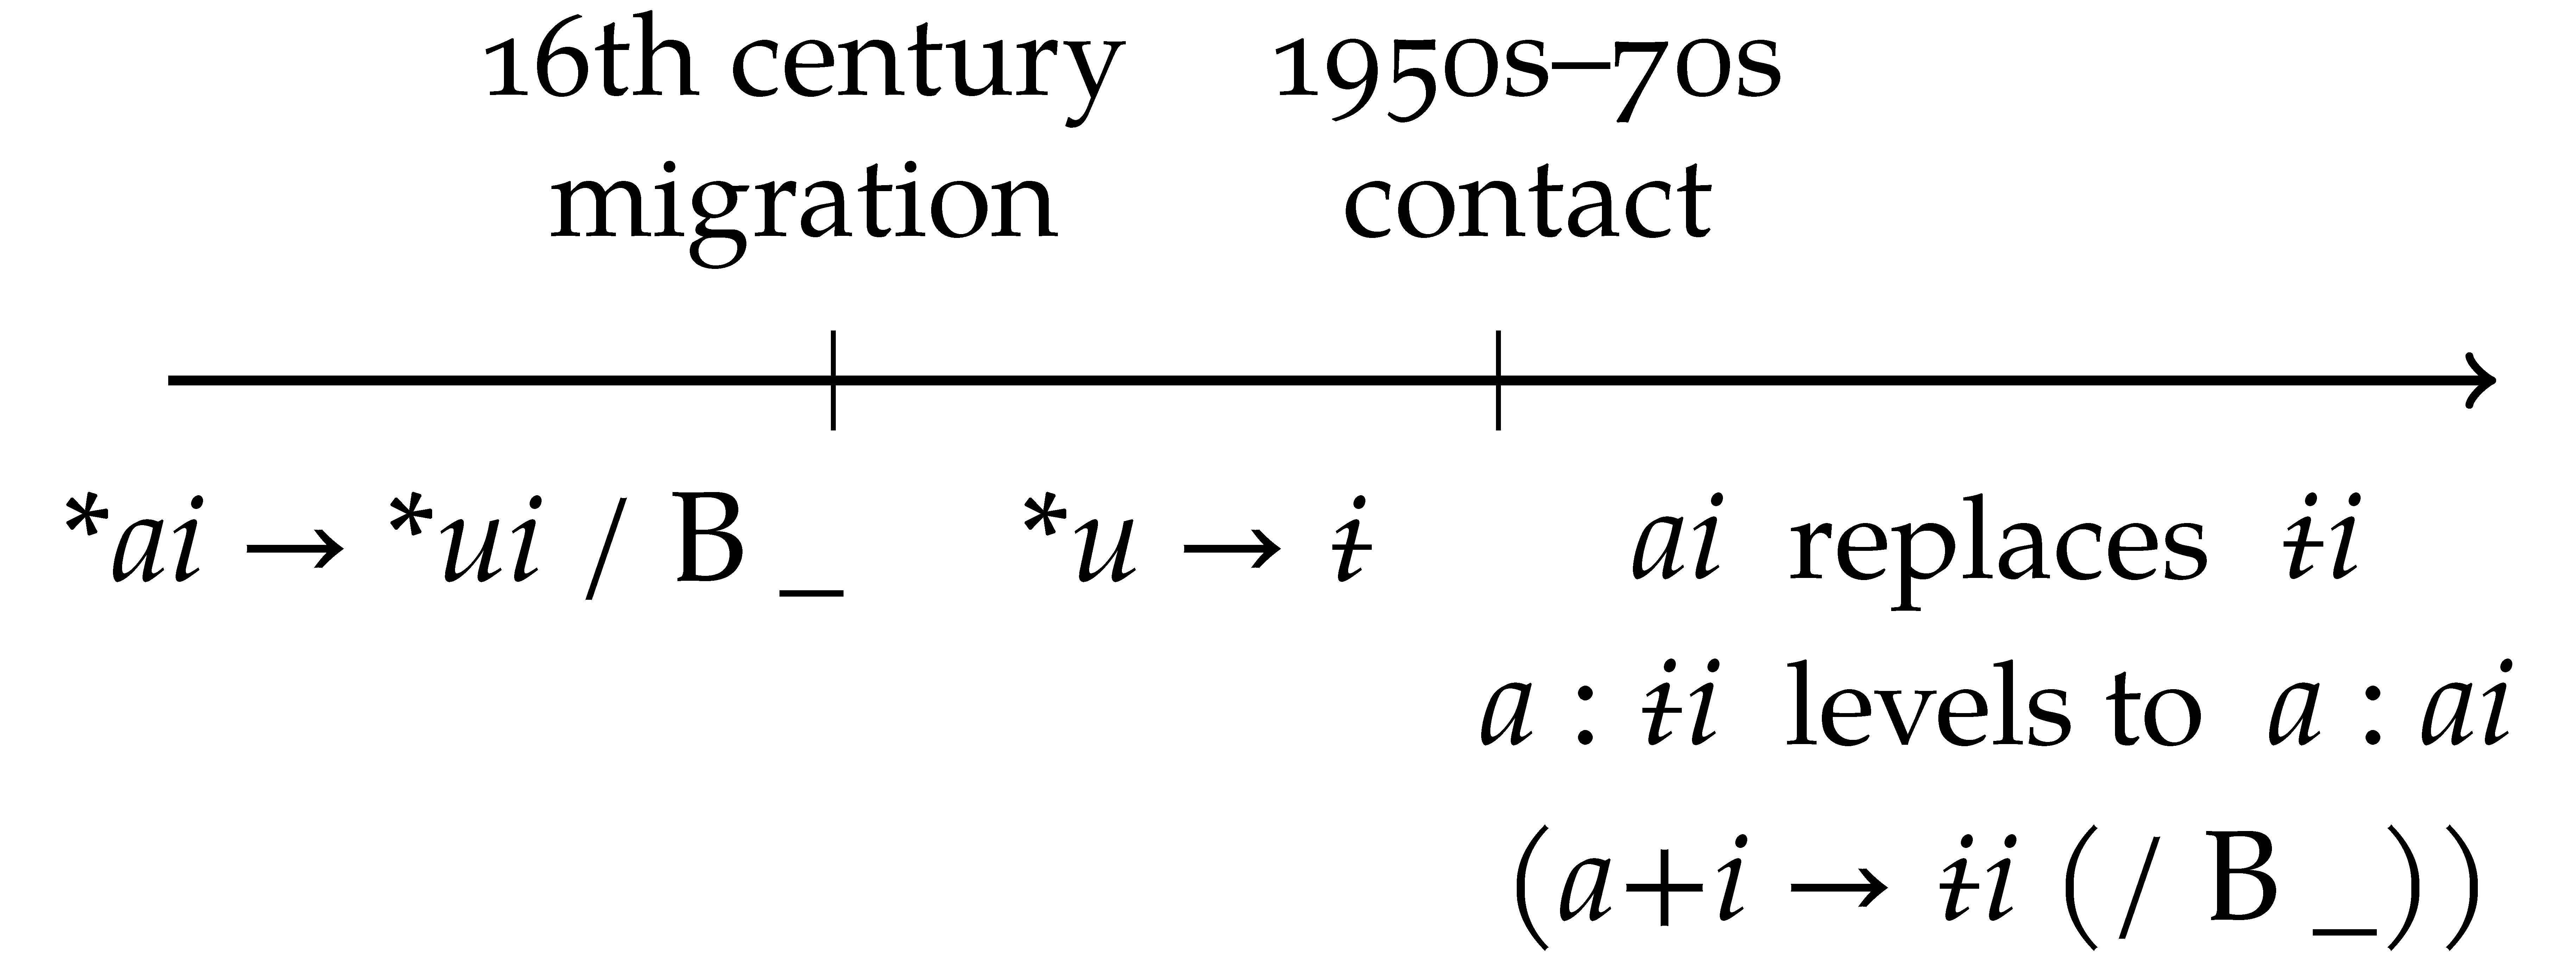 16th century 1950s–70s
migration contact
*ai → *ui / B _ *u → ɨ ai replaces ɨi
a : ɨi levels to a : ai
(a+i → ɨi (/ B _))